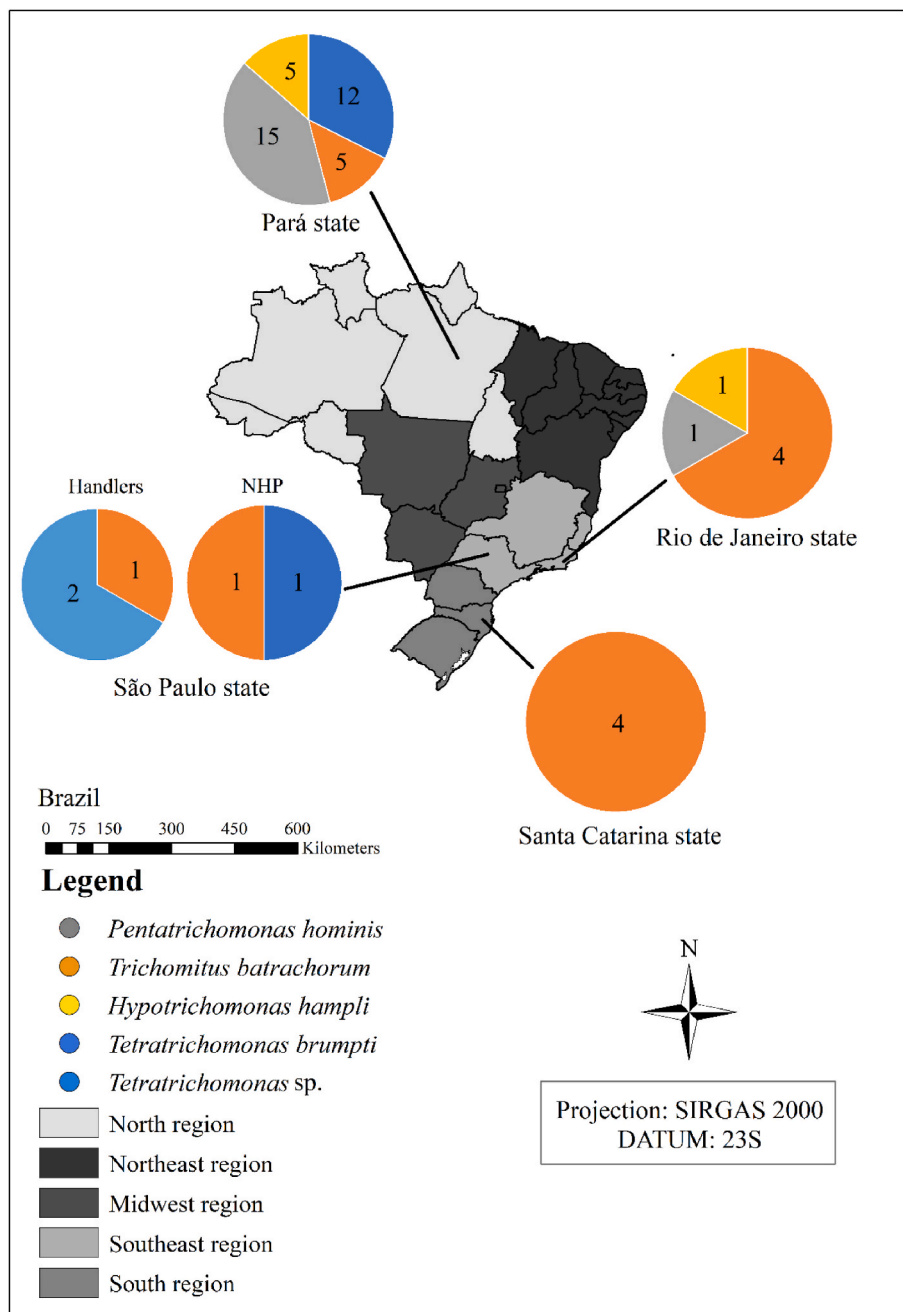 5
12
15
5
Pará state
1
1
4
Rio de Janeiro state
Handlers
NHP
2
1
1
1
São Paulo state
4
Santa Catarina state
Brazil
0 75 150 300 450 600
Kilometers
Legend
Pentatrichomonas hominis
Trichomitus batrachorum
Hypotrichomonas hampli
Tetratrichomonas brumpti
Tetratrichomonas sp.
North region
Northeast region
Midwest region
Southeast region
South region
N
Projection: SIRGAS 2000
DATUM: 23S